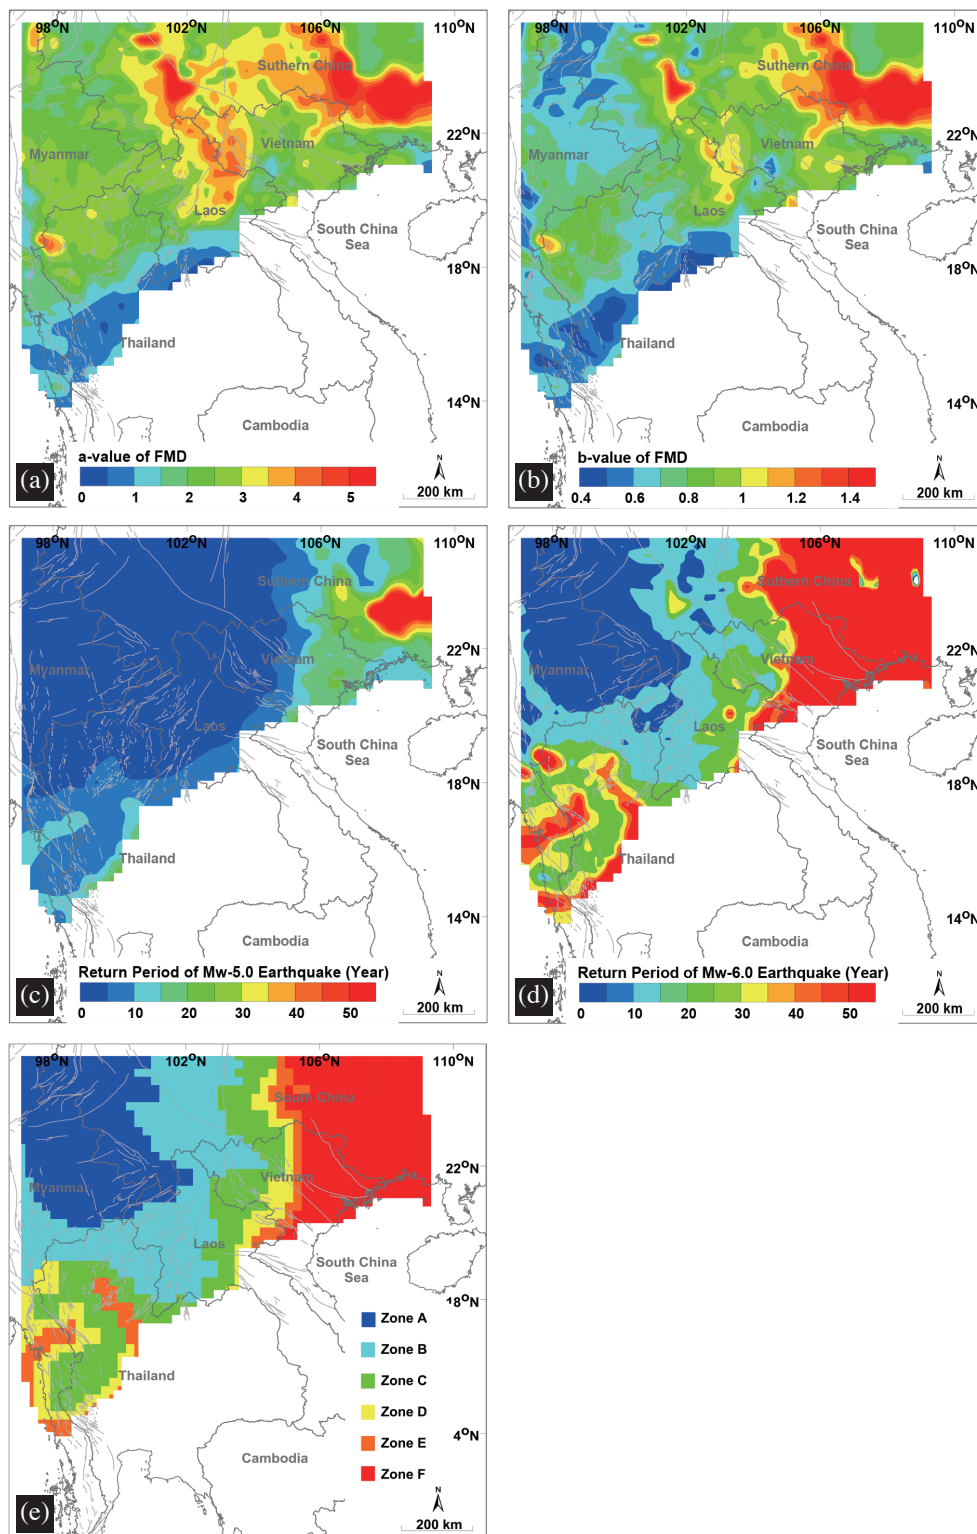 98°N 102°N 106°N 110°N
Suthern China
22°N
Myanmar
Vietnam
Laos
South China
Sea
18°N
Thailand
14°N
Cambodia
a-value of FMD
0 1 2 3 4 5
N
200 km
(a)
98°N 102°N 106°N 110°N
Suthern China
22°N
Myanmar
Vietnam
Laos
South China
Sea
18°N
Thailand
14°N
Cambodia
b-value of FMD
0.4 0.6 0.8 1 1.2 1.4
N
200 km
(b)
98°N 102°N 106°N 110°N
Suthern China
22°N
Myanmar
Vietnam
Laos
South China
Sea
18°N
Thailand
14°N
Cambodia
Return Period of Mw-5.0 Earthquake (Year)
0 10 20 30 40 50
N
200 km
(c)
98°N 102°N 106°N 110°N
Suthern China
22°N
Myanmar
Vietnam
Laos
South China
Sea
18°N
Thailand
14°N
Cambodia
Return Period of Mw-6.0 Earthquake (Year)
0 10 20 30 40 50
N
200 km
(d)
98°N 102°N 106°N 110°N
South China
22°N
Myanmar
Vietnam
Laos
South China
Sea
18°N
Zone A
Zone B
Thailand
Zone C
Zone D
4°N
Zone E
Cambodia
Zone F
N
200 km
(e)